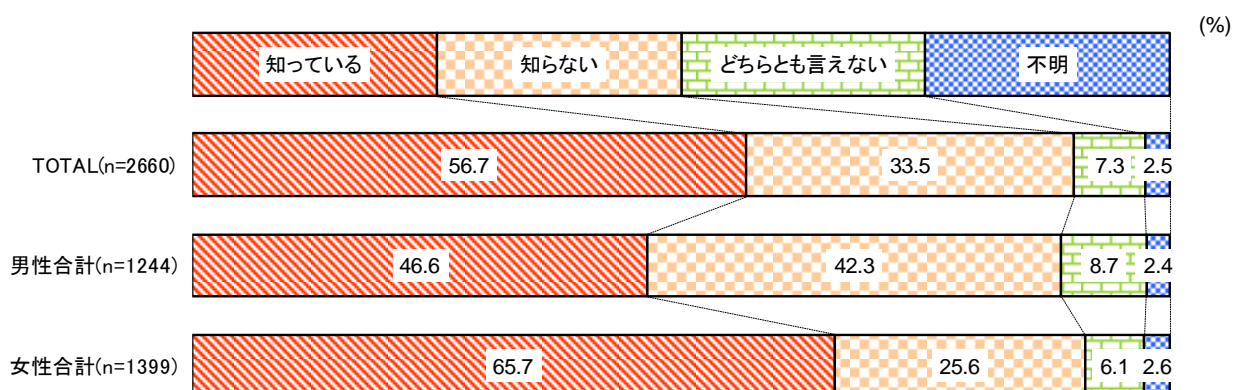 (%)
知っている 知らない どちらとも言えない 不明
TOTAL(n=2660) 56.7 33.5 7.3 2.5
男性合計(n=1244) 46.6 42.3 8.7 2.4
女性合計(n=1399) 65.7 25.6 6.1 2.6